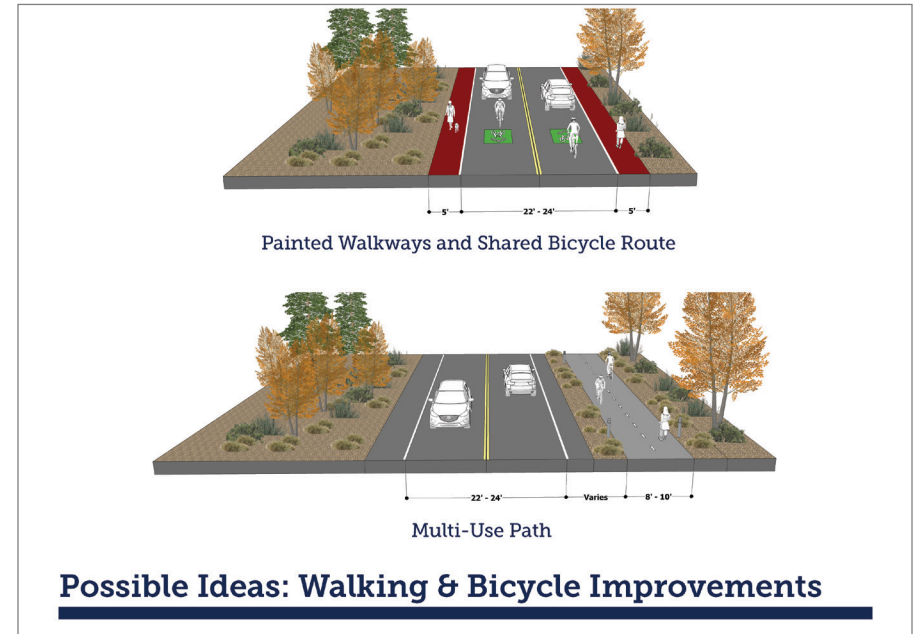 5' 22' - 24' 5'
Painted Walkways and Shared Bicycle Route
22' - 24' Varies 8' - 10'
Multi-Use Path
Possible Ideas: Walking & Bicycle Improvements